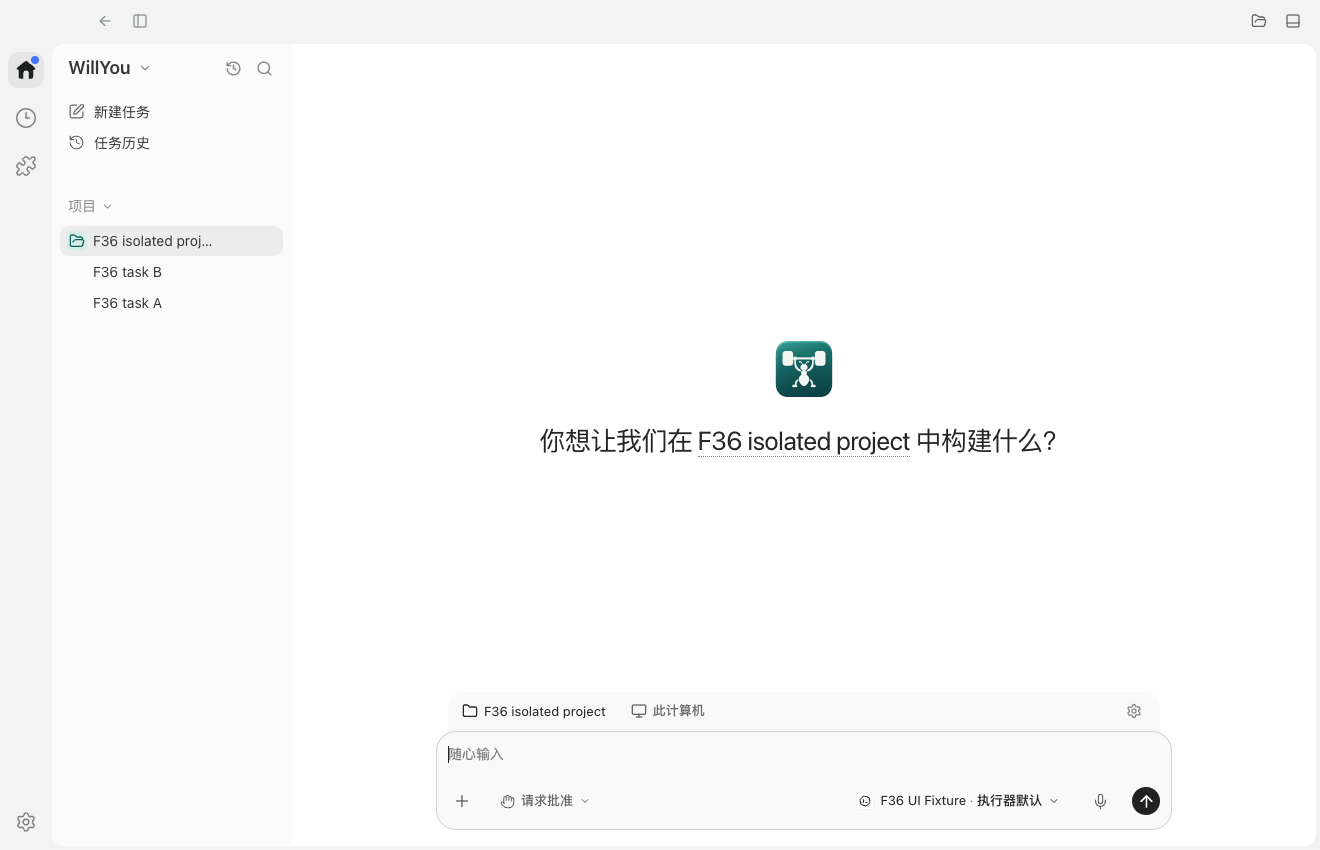 WillYou
新建任务
任务历史
项目
F36 isolated proj...
F36 task B
F36 task A
你想让我们在 F36 isolated project 中构建什么?
F36 isolated project
此计算机
随心输入
请求批准
F36 UI Fixture · 执行器默认